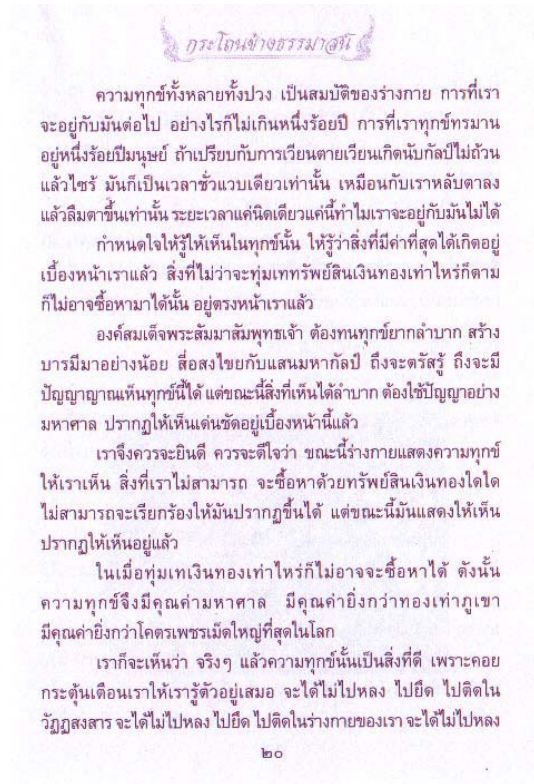 กระโถนข้างธรรมาสน์
ความทุกข์ทั้งหลายทั้งปวง เป็นสมบัติของร่างกาย การที่เรา
จะอยู่กับมันต่อไป อย่างไรก็ไม่เกินหนึ่งร้อยปี การที่เราทุกข์ทรมาน
อยู่หนึ่งร้อยปีมนุษย์ ถ้าเปรียบกับการเวียนตายเวียนเกิดนับกัลป์ไม่ถ้วน
แล้วไซร้ มันก็เป็นเวลาชั่วแวบเดียวเท่านั้น เหมือนกับเราหลับตาลง
แล้วลืมตาขึ้นเท่านั้น ระยะเวลาแค่นิดเดียวแค่นี้ทำไมเราจะอยู่กับมันไม่ได้
กำหนดใจให้รู้ให้เห็นในทุกข์นั้น ให้รู้ว่าสิ่งที่มีค่าที่สุดได้เกิดอยู่
เบื้องหน้าเราแล้ว สิ่งที่ไม่ว่าจะทุ่มเททรัพย์สินเงินทองเท่าไหร่ก็ตาม
ก็ไม่อาจซื้อหามาได้นั้น อยู่ตรงหน้าเราแล้ว
องค์สมเด็จพระสัมมาสัมพุทธเจ้า ต้องทนทุกข์ยากลำบาก สร้าง
บารมีมาอย่างน้อย สี่อสงไขยกับแสนมหากัลป์ ถึงจะตรัสรู้ ถึงจะมี
ปัญญาญาณเห็นทุกข์นี้ได้ แต่ขณะนี้สิ่งที่เห็นได้ลำบาก ต้องใช้ปัญญาอย่าง
มหาศาล ปรากฏให้เห็นเด่นชัดอยู่เบื้องหน้านี้แล้ว
เราจึงควรจะยินดี ควรจะดีใจว่า ขณะนี้ร่างกายแสดงความทุกข์
ให้เราเห็น สิ่งที่เราไม่สามารถ จะซื้อหาด้วยทรัพย์สินเงินทองใดใด
ไม่สามารถจะเรียกร้องให้มันปรากฏขึ้นได้ แต่ขณะนี้มันแสดงให้เห็น
ปรากฏให้เห็นอยู่แล้ว
ในเมื่อทุ่มเทเงินทองเท่าไหร่ก็ไม่อาจจะซื้อหาได้ ดังนั้น
ความทุกข์จึงมีคุณค่ามหาศาล มีคุณค่ายิ่งกว่าทองเท่าภูเขา
มีคุณค่ายิ่งกว่าโคตรเพชรเม็ดใหญ่ที่สุดในโลก
เราก็จะเห็นว่า จริงๆ แล้วความทุกข์นั้นเป็นสิ่งที่ดี เพราะคอย
กระตุ้นเตือนเราให้เรารู้ตัวอยู่เสมอ จะได้ไม่ไปหลง ไปยึด ไปติดใน
วัฏฏสงสาร จะได้ไม่ไปหลง ไปยึด ไปติดในร่างกายของเรา จะได้ไม่ไปหลง
๒๐